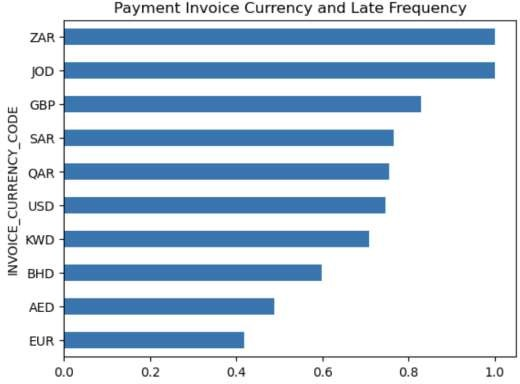 Payment Invoice Currency and Late Frequency
ZAR
JOD
GBP
SAR
QAR
USD
KWD
BHD
AED
EUR
INVOICE_CURRENCY_CODE
0.0 0.2 0.4 0.6 0.8 1.0